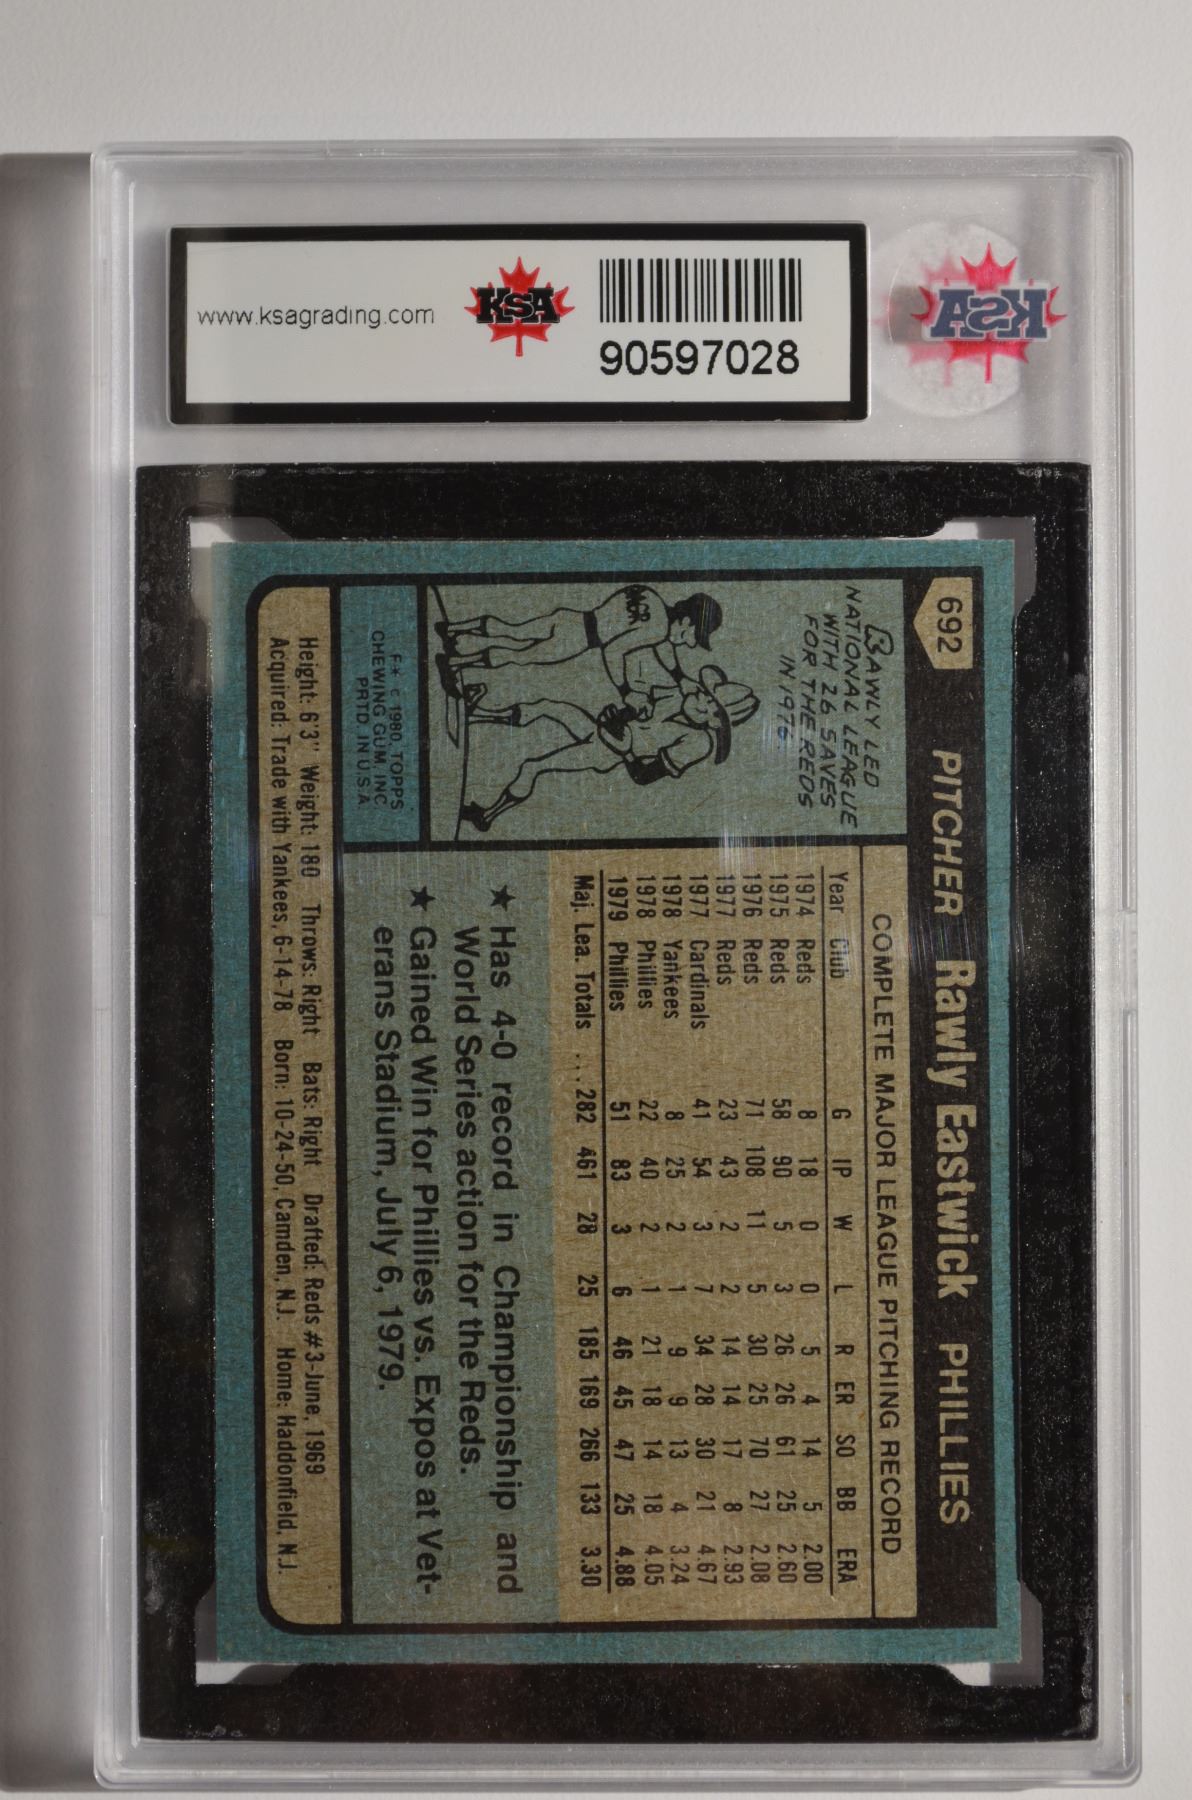 www.ksagrading.com
KSA
90597028
KSA
692 PITCHER Rawly Eastwick PHILLIES
RAWLY LED
NATIONAL LEAGUE
WITH 26 SAVES
FOR THE REDS
IN 1976.
MGR
F* © 1980 TOPPS
CHEWING GUM, INC.
PRTD. IN U.S.A.
COMPLETE MAJOR LEAGUE PITCHING RECORD
Year Club G IP W L R ER SO BB ERA
1974 Reds 8 18 0 0 5 4 14 5 2.00
1975 Reds 58 90 5 3 26 26 61 25 2.60
1976 Reds 71 108 11 5 30 25 70 27 2.08
1977 Reds 23 43 2 2 14 14 17 8 2.93
1977 Cardinals 41 54 3 7 34 28 30 21 4.67
1978 Yankees 8 25 2 1 9 9 13 4 3.24
1978 Phillies 22 40 2 1 21 18 14 18 4.05
1979 Phillies 51 83 3 6 46 45 47 25 4.88
Maj. Lea. Totals ... 282 461 28 25 185 169 266 133 3.30
★ Has 4-0 record in Championship and
World Series action for the Reds.
★ Gained Win for Phillies vs. Expos at Vet-
erans Stadium, July 6, 1979.
Height: 6'3" Weight: 180 Throws: Right Bats: Right Drafted: Reds #3-June, 1969
Acquired: Trade with Yankees, 6-14-78 Born: 10-24-50, Camden, N.J. Home: Haddonfield, N.J.